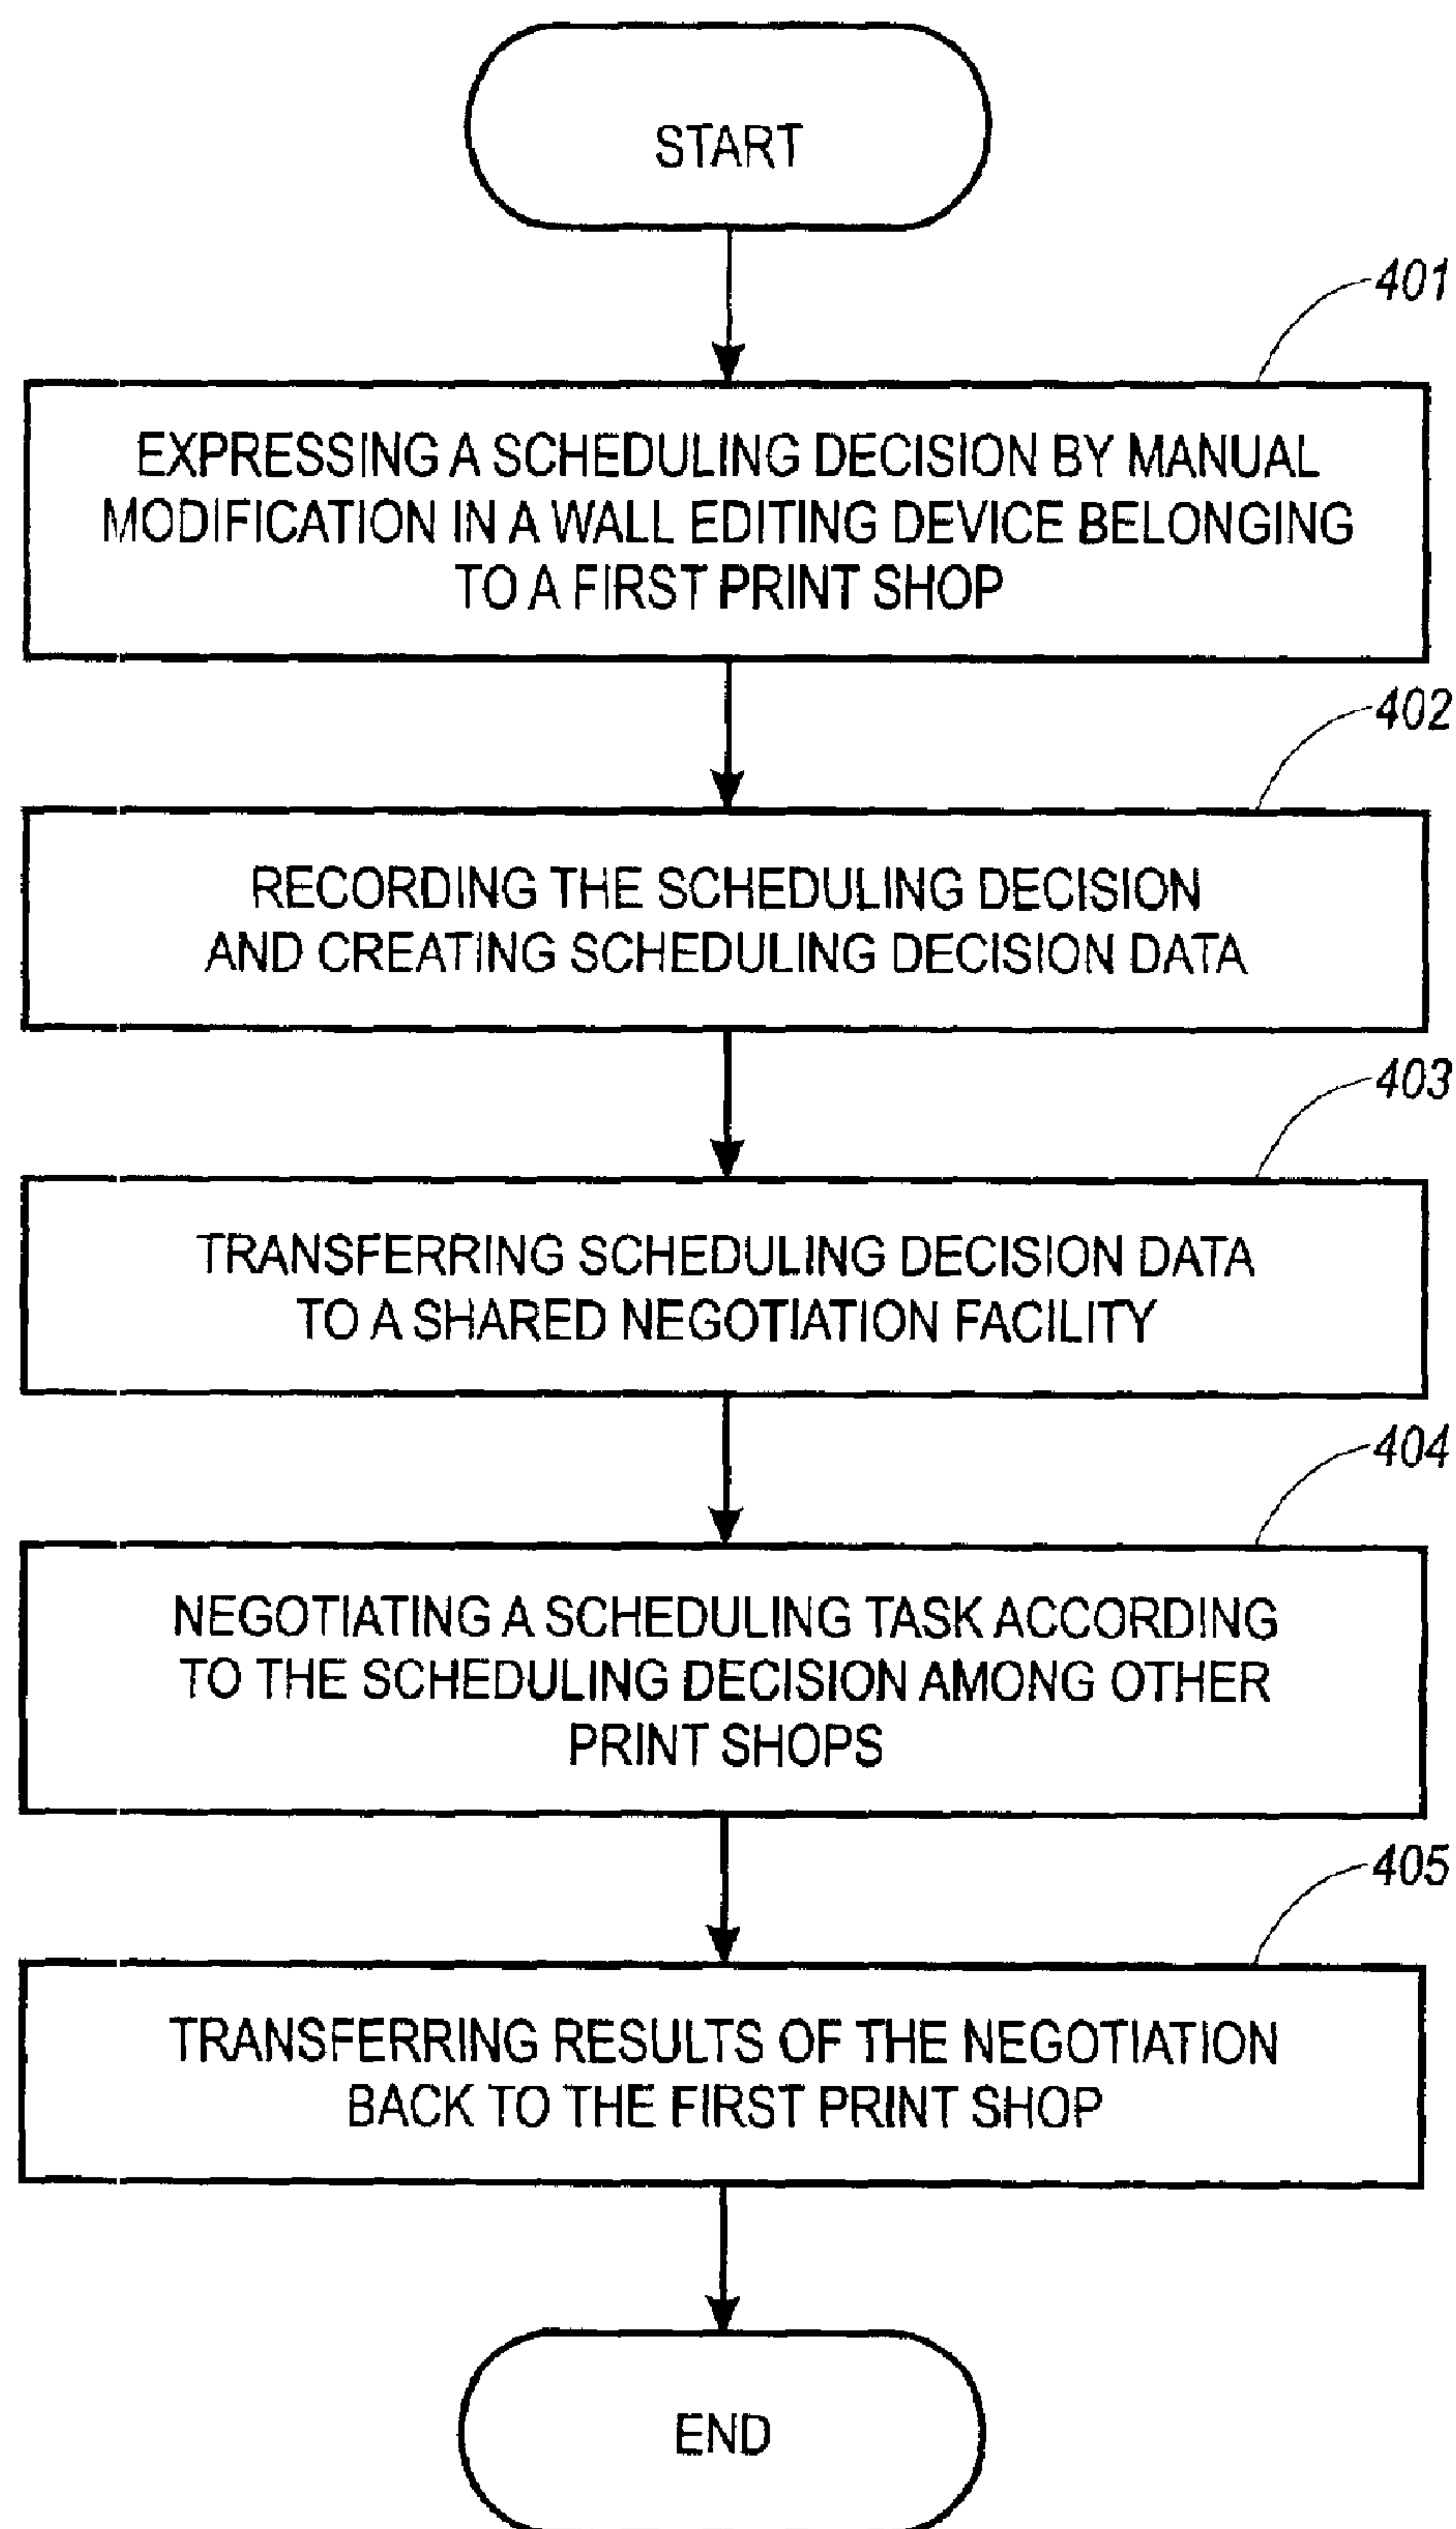 START
401
EXPRESSING A SCHEDULING DECISION BY MANUAL
MODIFICATION IN A WALL EDITING DEVICE BELONGING
TO A FIRST PRINT SHOP
402
RECORDING THE SCHEDULING DECISION
AND CREATING SCHEDULING DECISION DATA
403
TRANSFERRING SCHEDULING DECISION DATA
TO A SHARED NEGOTIATION FACILITY
404
NEGOTIATING A SCHEDULING TASK ACCORDING
TO THE SCHEDULING DECISION AMONG OTHER
PRINT SHOPS
405
TRANSFERRING RESULTS OF THE NEGOTIATION
BACK TO THE FIRST PRINT SHOP
END